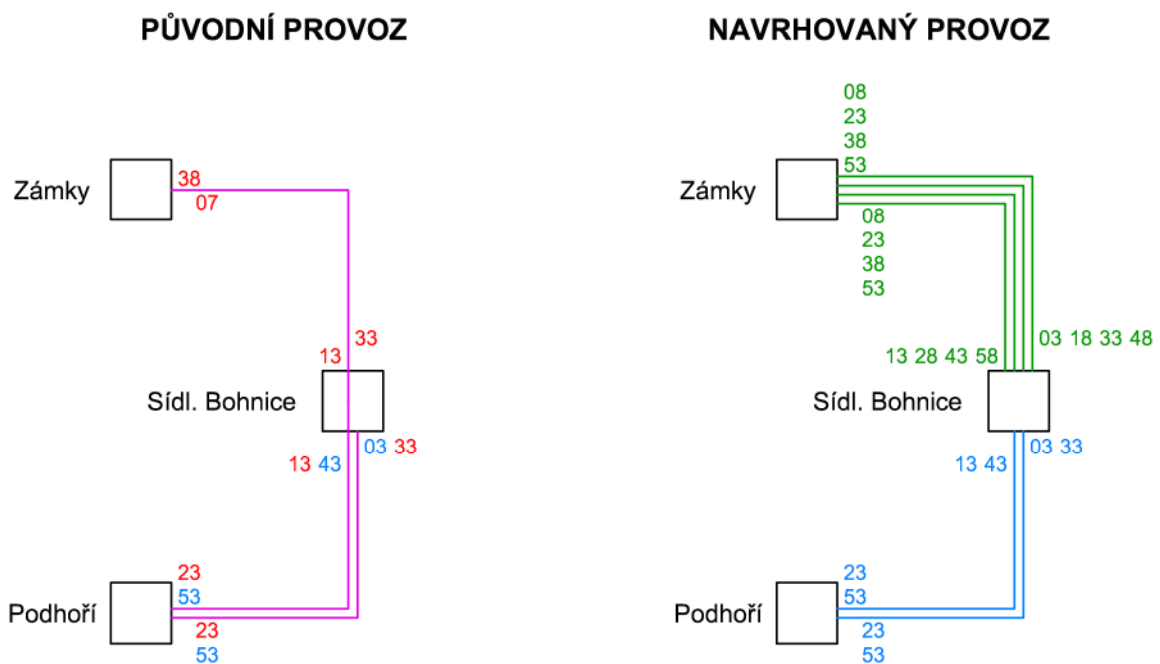 PŮVODNÍ PROVOZ
38
Zámky
07
33
13
Sídl. Bohnice
03 33
13 43
23
53
Podhoří
23
53
NAVRHOVANÝ PROVOZ
08
23
38
53
Zámky
08
23
38
53
03 18 33 48
13 28 43 58
Sídl. Bohnice
03 33
13 43
23
53
Podhoří
23
53